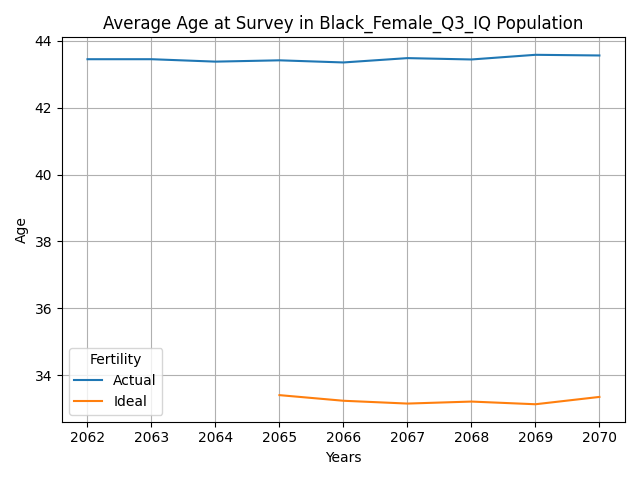 Average Age at Survey in Black_Female_Q3_IQ Population
44
42
40
38
36
34
Age
Fertility
Actual
Ideal
2062 2063 2064 2065 2066 2067 2068 2069 2070
Years